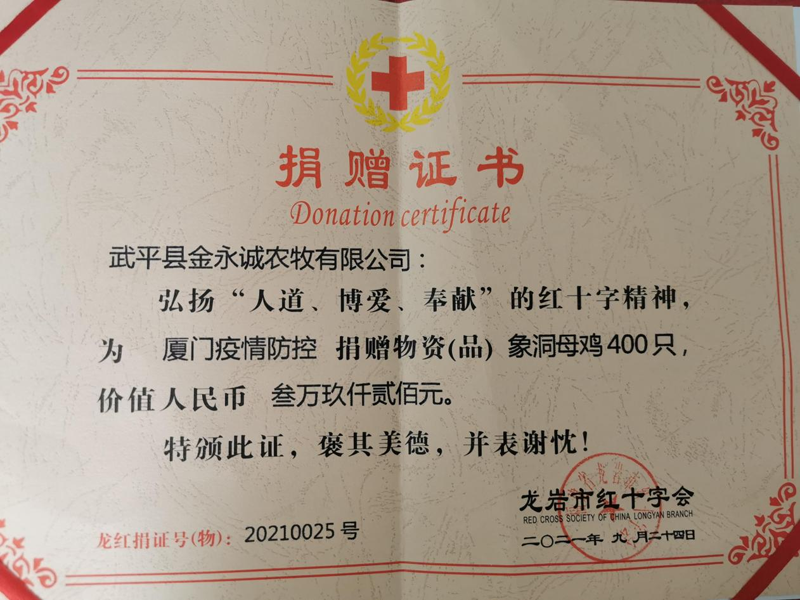 捐赠证书
Donation certificate
武平县金永诚农牧有限公司：
弘扬“人道、博爱、奉献”的红十字精神，
为 厦门疫情防控 捐赠物资(品) 象洞母鸡400只，
价值人民币 叁万玖仟贰佰元。
特颁此证，褒其美德，并表谢忱！
龙岩市红十字会
RED CROSS SOCIETY OF CHINA LONGYAN BRANCH
龙红捐证号(物)：20210025号
二〇二一年 九 月二十四日